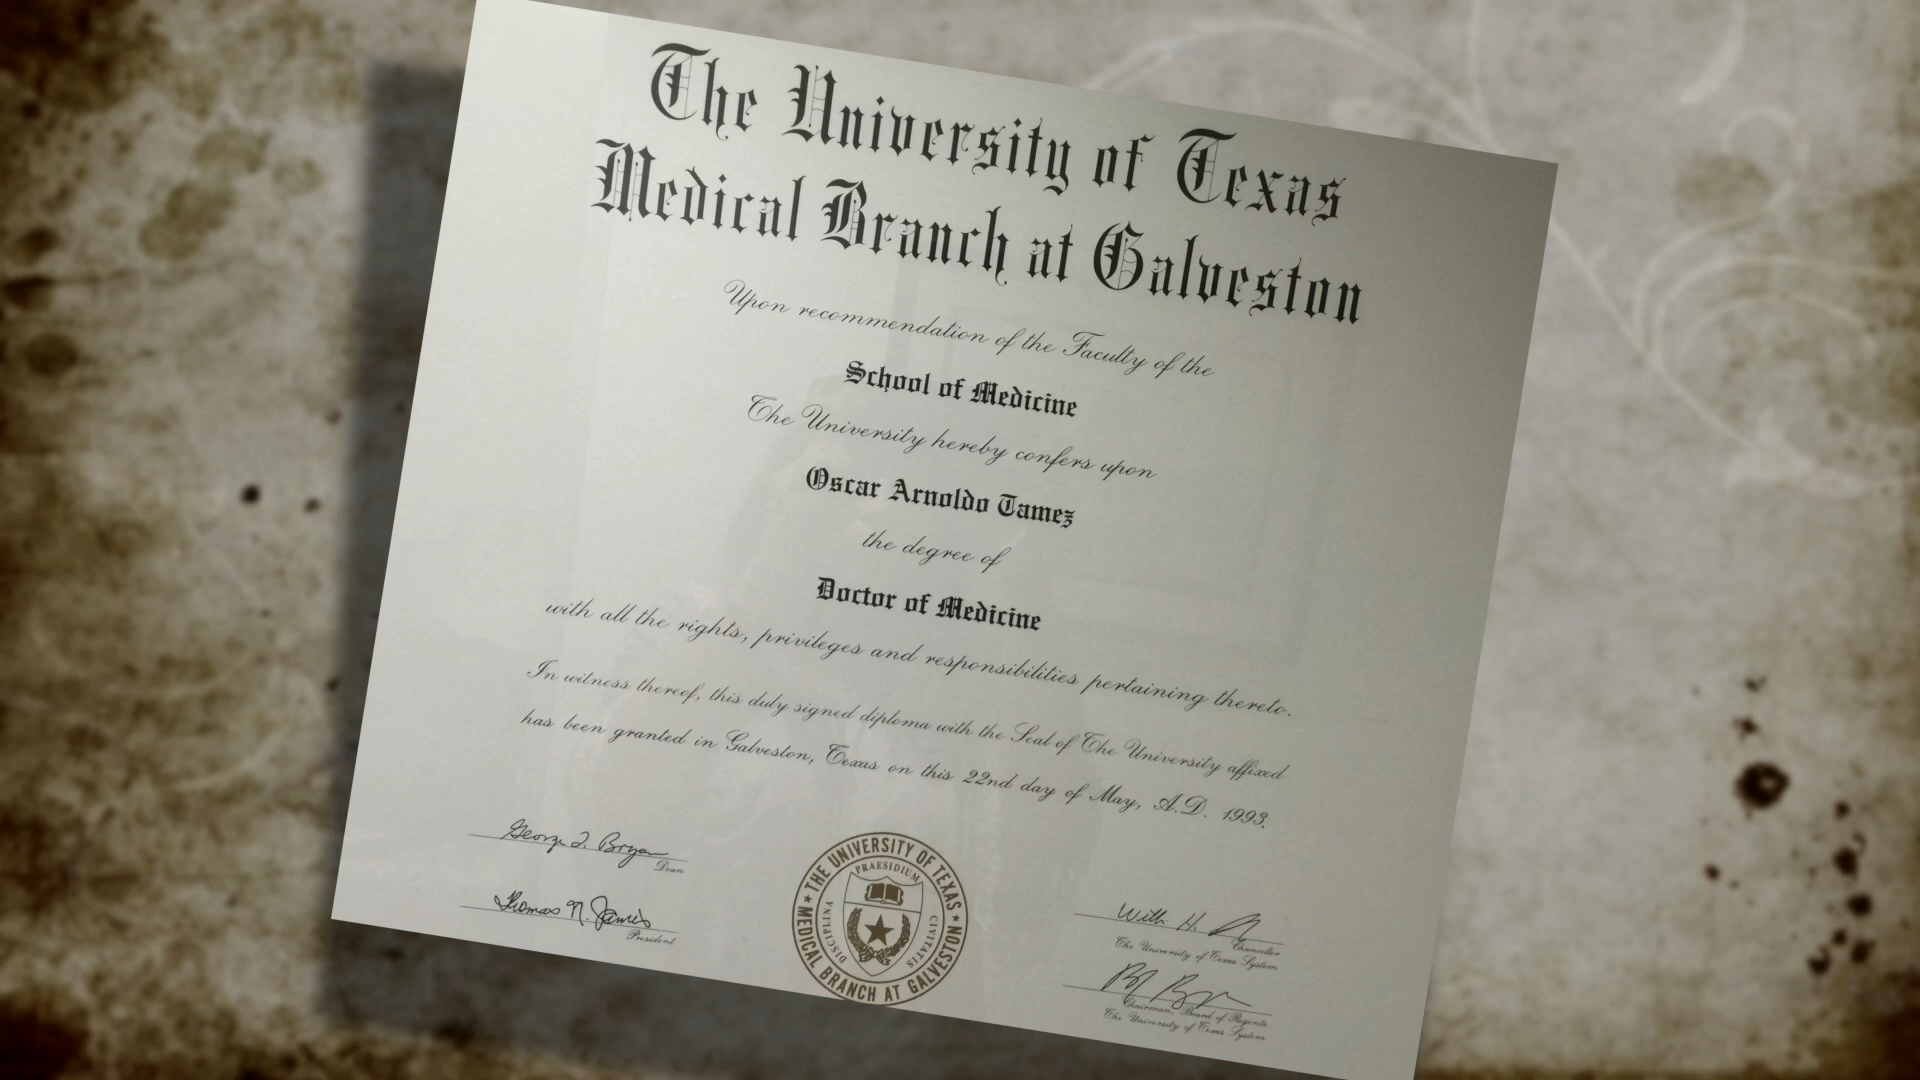 The University of Texas
Medical Branch at Galveston
Upon recommendation of the Faculty of the
School of Medicine
The University hereby confers upon
Oscar Arnoldo Tamez
the degree of
Doctor of Medicine
with all the rights, privileges and responsibilities pertaining thereto.
In witness thereof, this duly signed diploma with the Seal of The University affixed
has been granted in Galveston, Texas on this 22nd day of May, A.D. 1993.
George T. Bryan
Dean
Thomas N. James
President
THE UNIVERSITY OF TEXAS
MEDICAL BRANCH AT GALVESTON
PRAESIDIUM
DISCIPLINA
CIVITATIS
H.
Chancellor
The University of Texas System
Chairman, Board of Regents
The University of Texas System